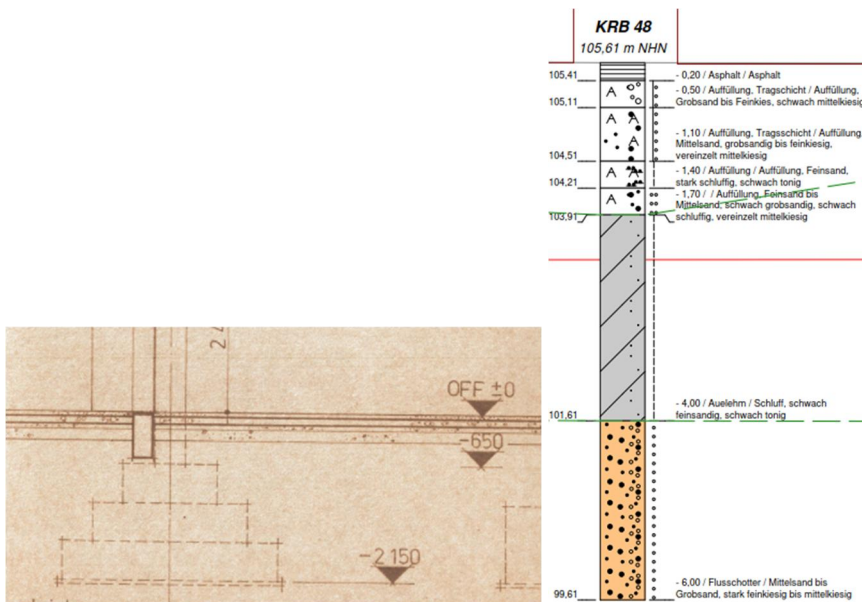 2 4
OFF ±0
-650
-2 150
KRB 48
105,61 m NHN
105,41
- 0,20 / Asphalt / Asphalt
105,11
- 0,50 / Auffüllung, Tragschicht / Auffüllung,
Grobsand bis Feinkies, schwach mittelkiesig
A
A
A
104,51
- 1,10 / Auffüllung, Tragsschicht / Auffüllung,
Mittelsand, grobsandig bis feinkiesig,
vereinzelt mittelkiesig
A
A
104,21
- 1,40 / Auffüllung / Auffüllung, Feinsand,
stark schluffig, schwach tonig
A
103,91
- 1,70 / / Auffüllung, Feinsand bis
Mittelsand, schwach grobsandig, schwach
schluffig, vereinzelt mittelkiesig
101,61
- 4,00 / Auelehm / Schluff, schwach
feinsandig, schwach tonig
99,61
- 6,00 / Flusschotter / Mittelsand bis
Grobsand, stark feinkiesig bis mittelkiesig